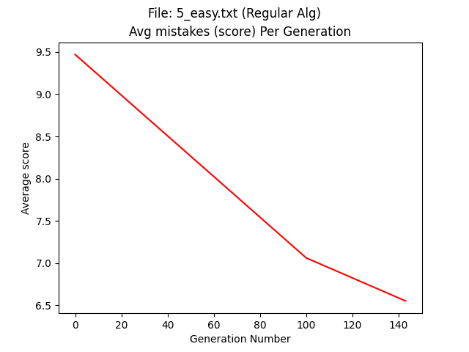 File: 5_easy.txt (Regular Alg)
Avg mistakes (score) Per Generation
9.5
9.0
8.5
8.0
7.5
7.0
6.5
Average score
0 20 40 60 80 100 120 140
Generation Number